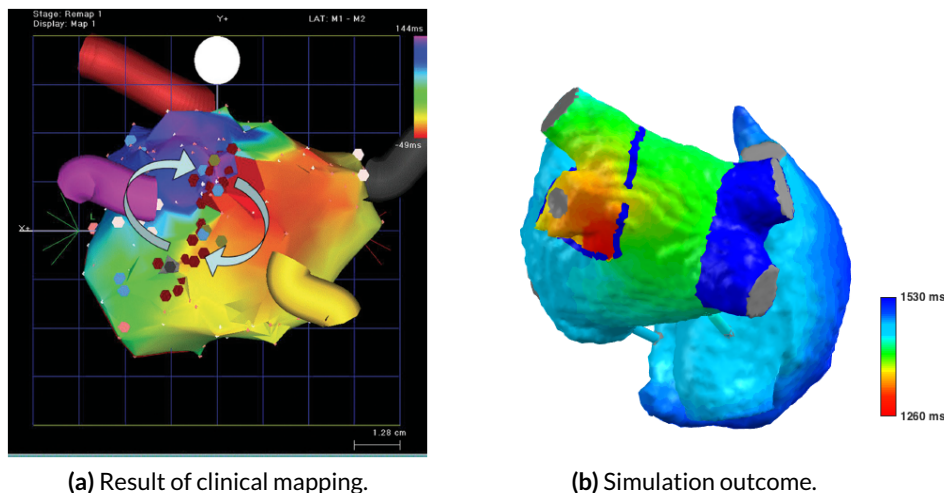 Stage: Remap 1
Display: Map 1
Y+
LAT: M1 - M2
144ms
-49ms
X+
L
1.28 cm
1530 ms
1260 ms
(a) Result of clinical mapping.
(b) Simulation outcome.